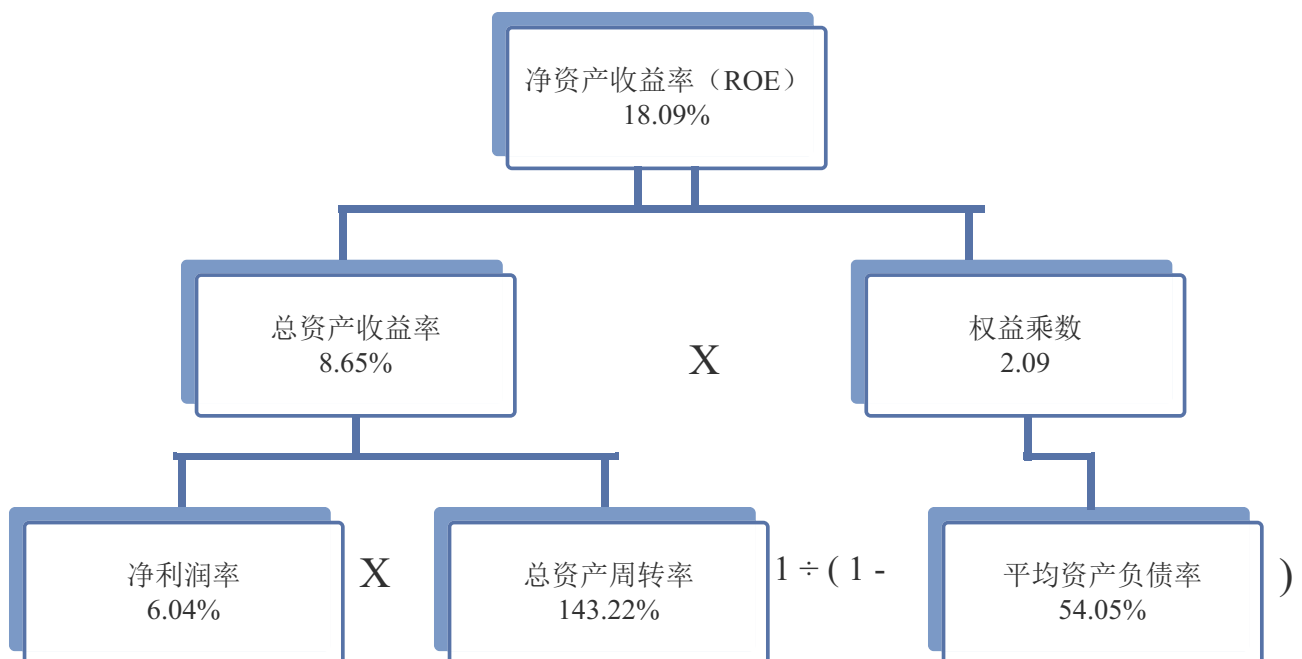 净资产收益率（ROE）
18.09%
总资产收益率
8.65%
X
权益乘数
2.09
净利润率
6.04%
X
总资产周转率
143.22%
1 ÷ ( 1 -
平均资产负债率
54.05%
)